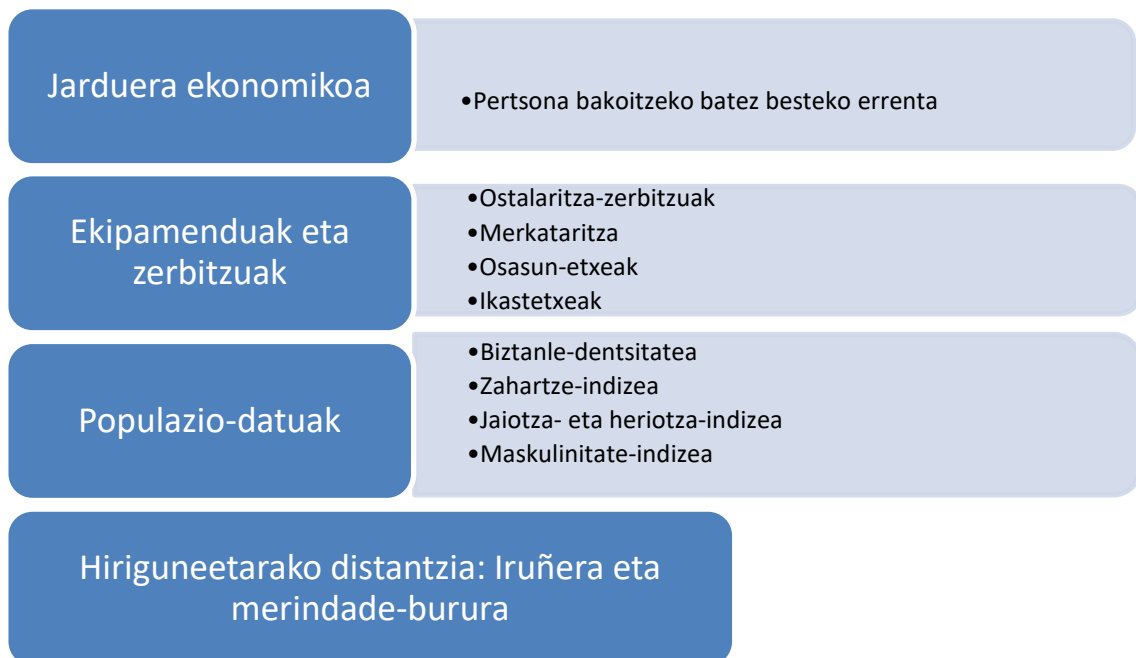 Jarduera ekonomikoa
•Pertsona bakoitzeko batez besteko errenta
Ekipamenduak eta
zerbitzuak
•Ostalaritza-zerbitzuak
•Merkataritza
•Osasun-etxeak
•Ikastetxeak
Populazio-datuak
•Biztanle-dentsitatea
•Zahartze-indizea
•Jaiotza- eta heriotza-indizea
•Maskulinitate-indizea
Hiriguneetarako distantzia: Iruñera eta
merindade-burura